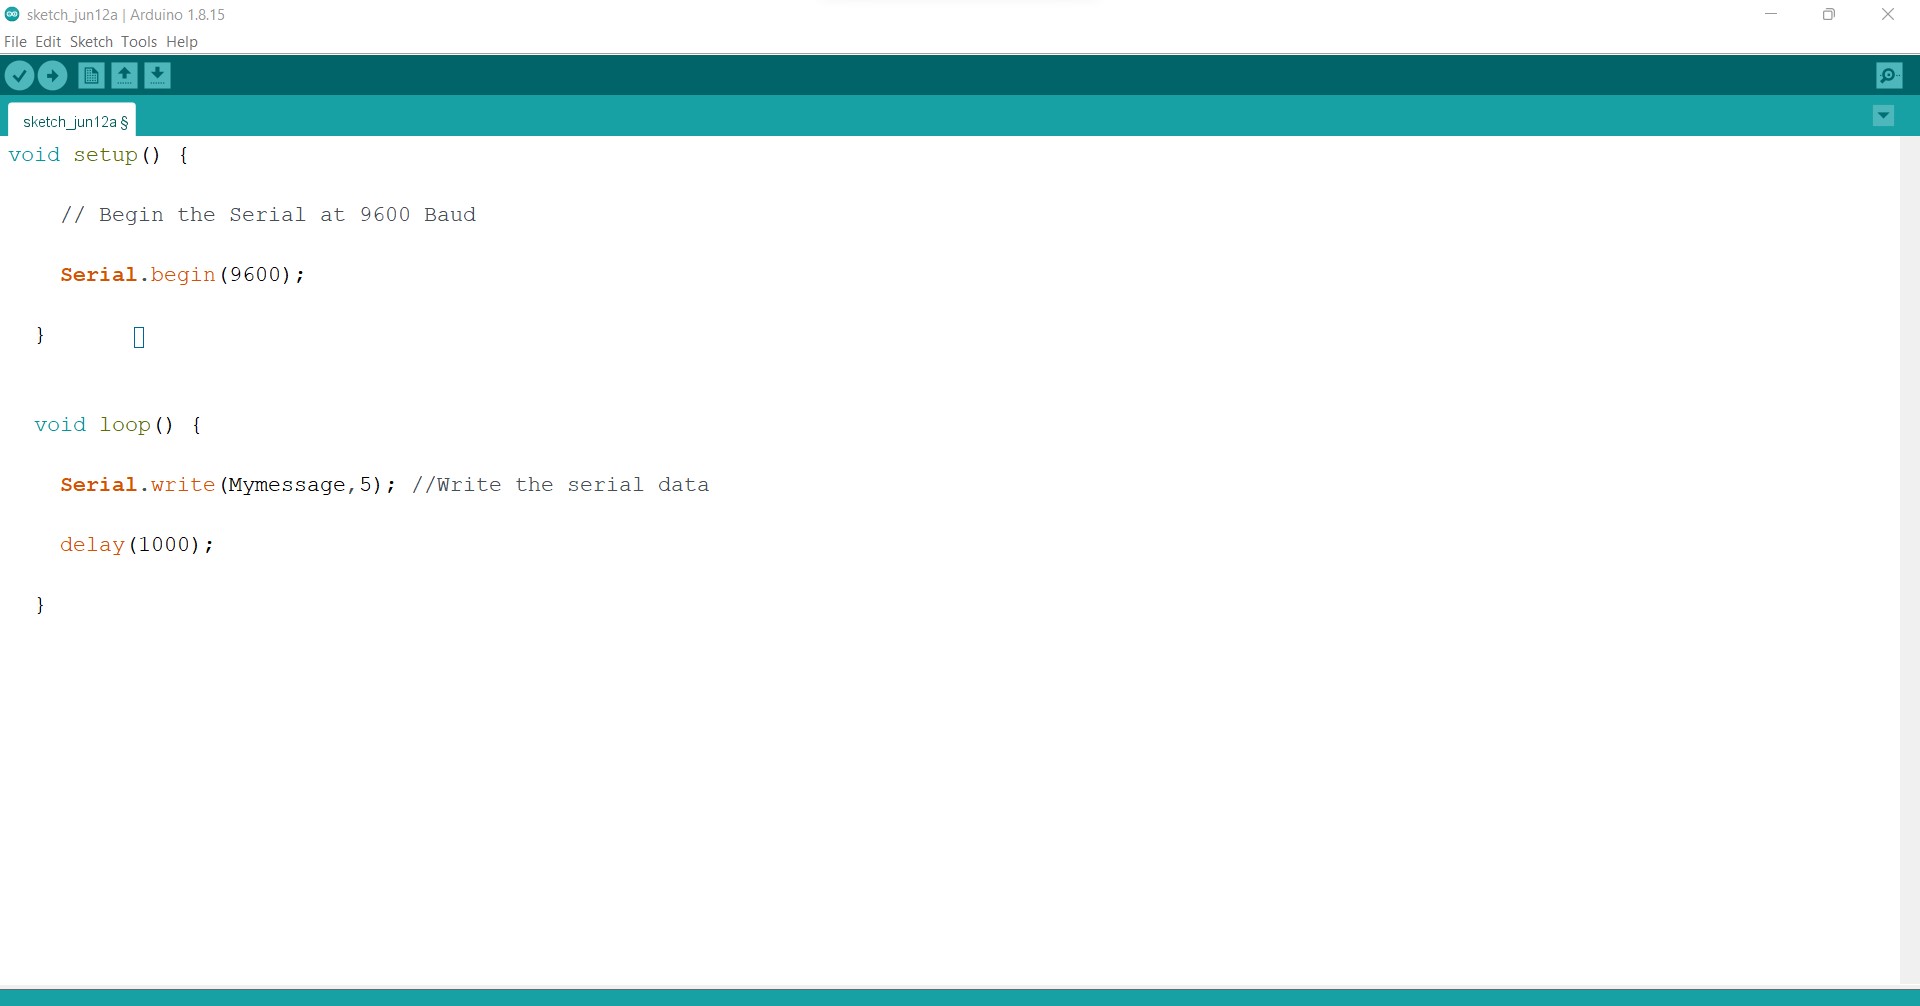 sketch_jun12a | Arduino 1.8.15
File Edit Sketch Tools Help
sketch_jun12a §
void setup() {
// Begin the Serial at 9600 Baud
Serial.begin(9600);
}
void loop() {
Serial.write(Mymessage,5); //Write the serial data
delay(1000);
}